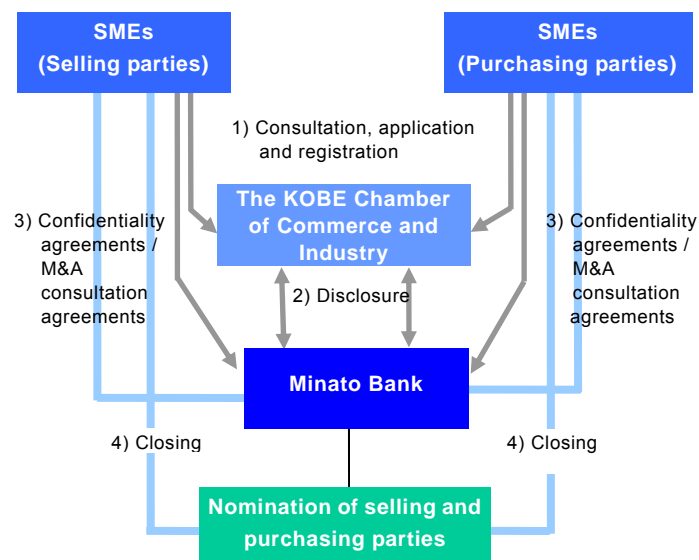 SMEs
(Selling parties)
SMEs
(Purchasing parties)
1) Consultation, application
and registration
The KOBE Chamber
of Commerce and
Industry
3) Confidentiality
agreements /
M&A
consultation
agreements
3) Confidentiality
agreements /
M&A
consultation
agreements
2) Disclosure
Minato Bank
4) Closing
4) Closing
Nomination of selling and
purchasing parties